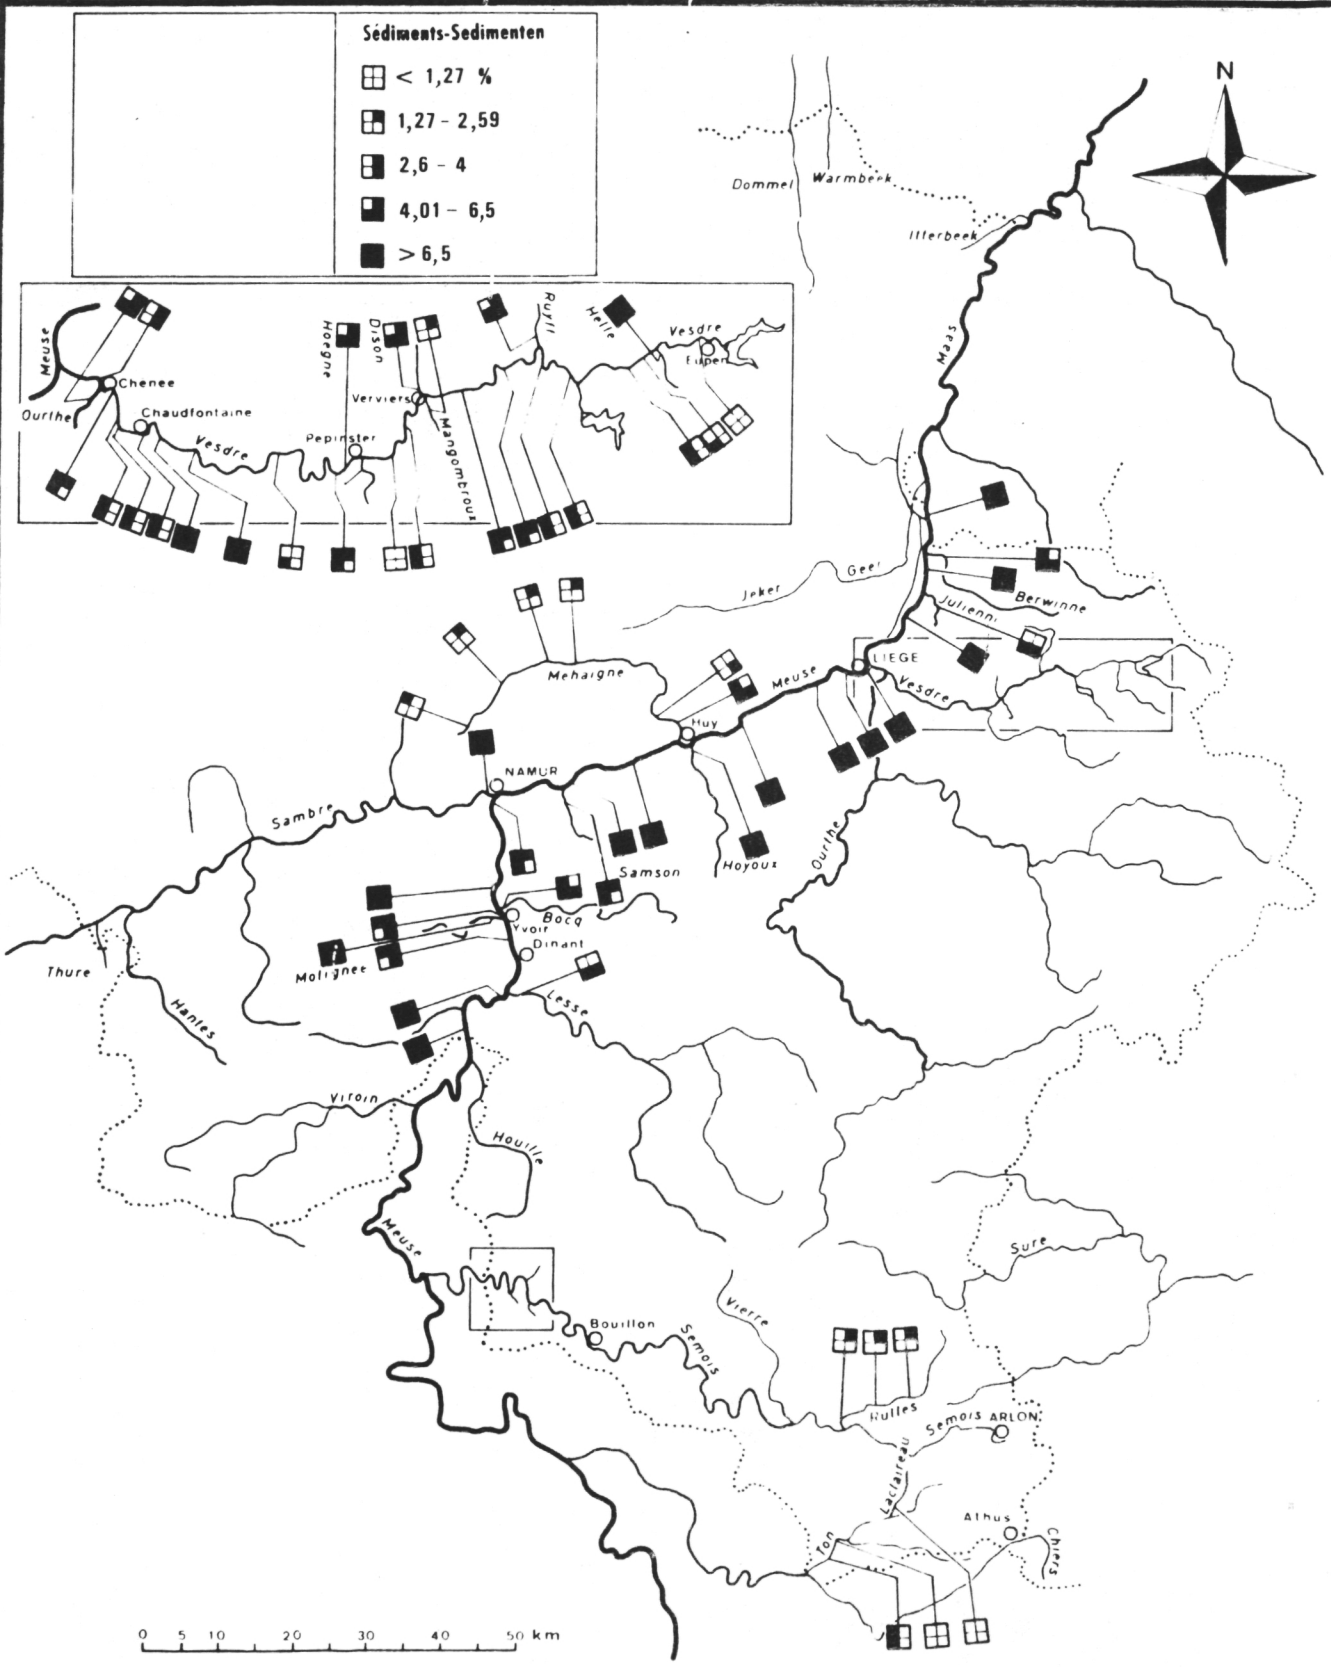 Sédiments-Sedimenten
< 1,27 %
1,27 - 2,59
2,6 - 4
4,01 - 6,5
> 6,5
N
Dommel
Warmbeek
Itterbeek
Maas
Meuse
Ourthe
Chenee
Chaudfontaine
Vesdre
Hoegne
Pepinster
Dison
Verviers
Mangombroux
Ruyff
Helle
Vesdre
Eupen
Jeker
Geer
Berwinne
Julienne
LIEGE
Vesdre
Mehaigne
Meuse
Huy
NAMUR
Sambre
Samson
Hoyoux
Ourthe
Bocq
Yvoir
Dinant
Molignee
Thure
Hantes
Lesse
Viroin
Houille
Meuse
Sure
Vierre
Bouillon
Semois
Rulles
Semois
ARLON
Laclaireau
Athus
Ton
Chiers
0 5 10 20 30 40 50 km